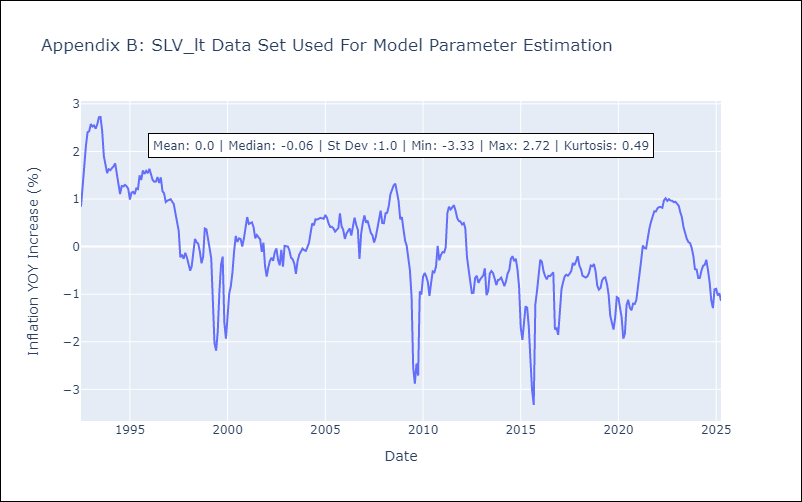 Appendix B: SLV_lt Data Set Used For Model Parameter Estimation
Mean: 0.0 | Median: -0.06 | St Dev :1.0 | Min: -3.33 | Max: 2.72 | Kurtosis: 0.49
Inflation YOY Increase (%)
3
2
1
0
−1
−2
−3
1995 2000 2005 2010 2015 2020 2025
Date